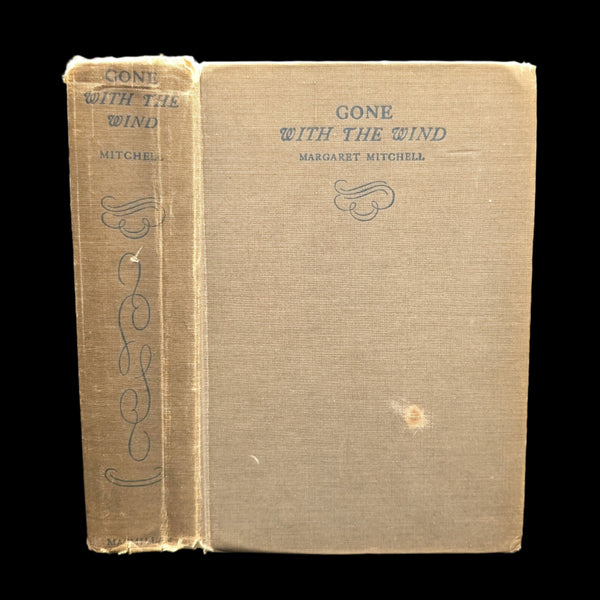 GONE
WITH THE
WIND
MITCHELL
GONE
WITH THE WIND
MARGARET MITCHELL